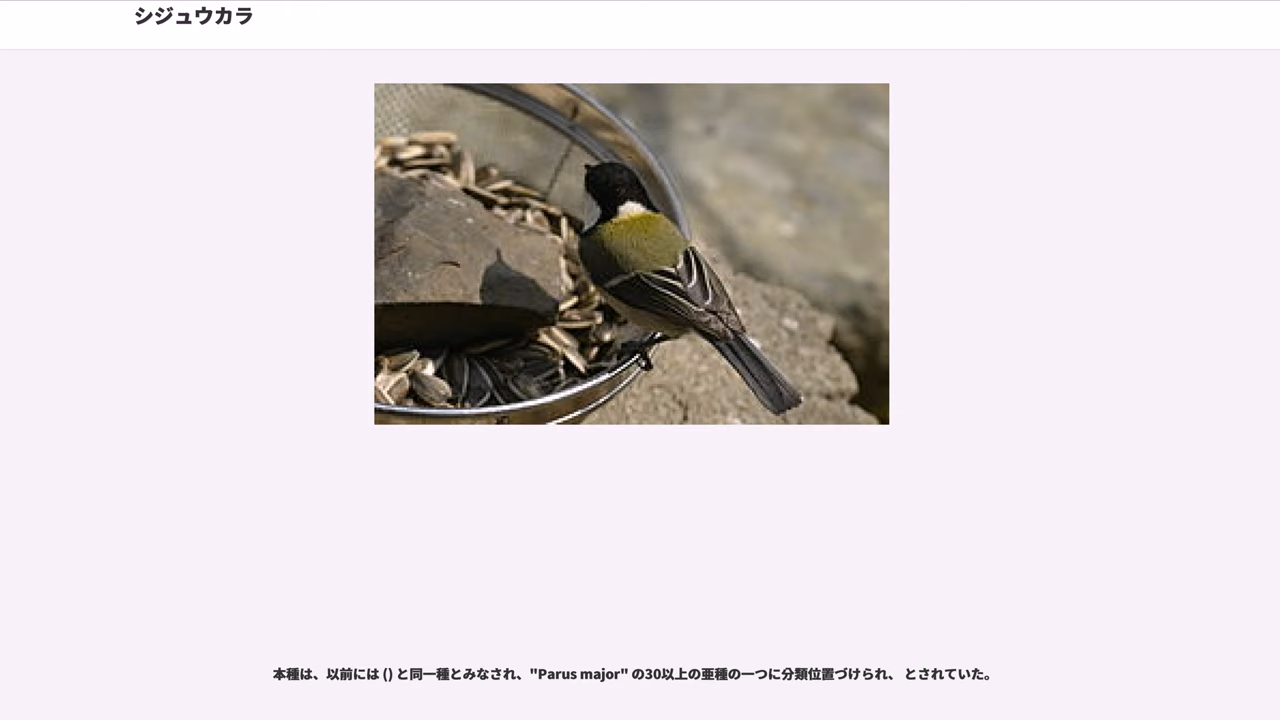 シジュウカラ
本種は、以前には () と同一種とみなされ、"Parus major" の30以上の亜種の一つに分類位置づけられ、 とされていた。